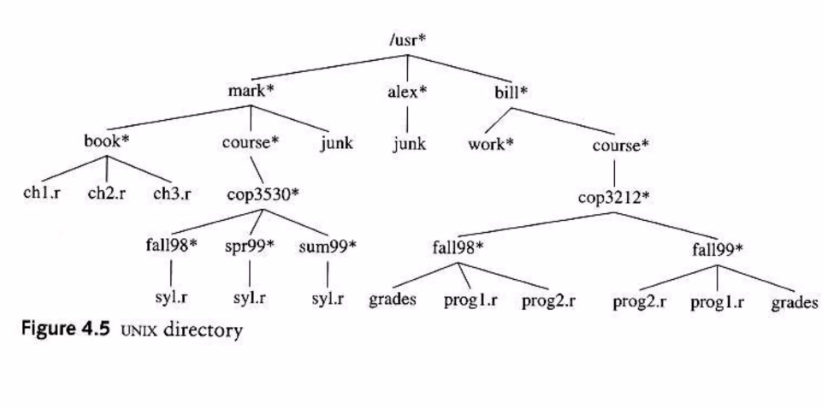 /usr*
mark* alex* bill*
book* course* junk junk work* course*
ch1.r ch2.r ch3.r cop3530* cop3212*
fall98* spr99* sum99* fall98* fall99*
syl.r syl.r syl.r grades prog1.r prog2.r prog2.r prog1.r grades
Figure 4.5 UNIX directory